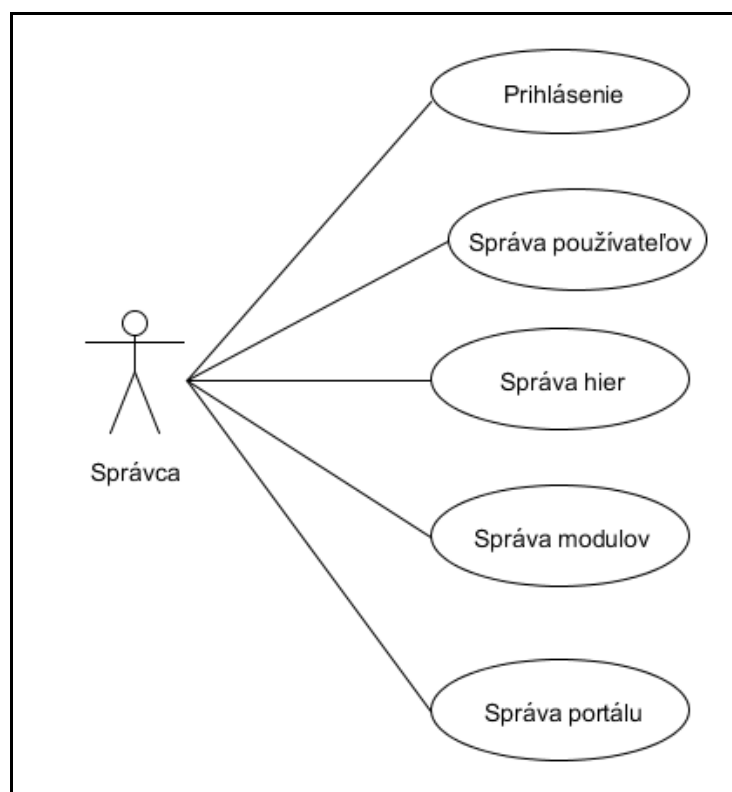 Prihlásenie
Správa používateľov
Správa hier
Správca
Správa modulov
Správa portálu